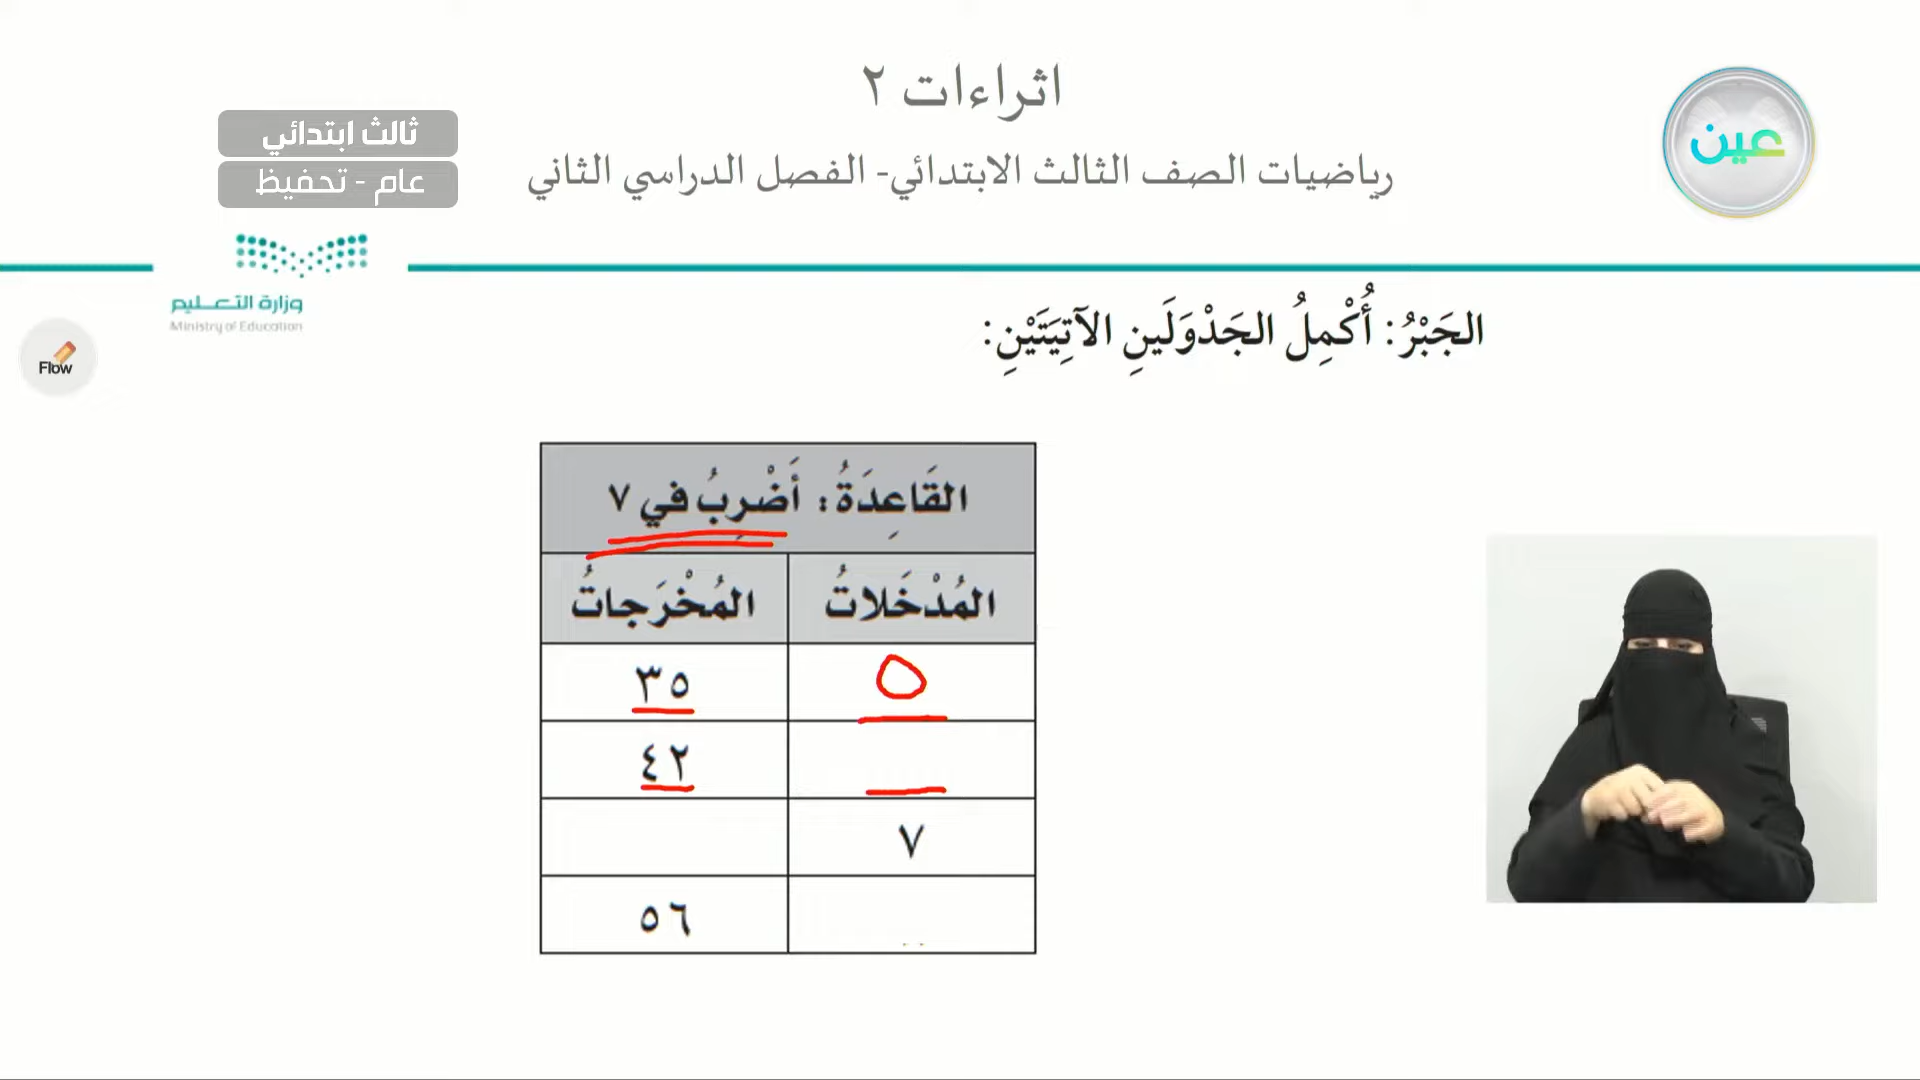 اثراءات ٢
رياضيات الصف الثالث الابتدائي- الفصل الدراسي الثاني
عين
ثالث ابتدائي
عام - تحفيظ
وزارة التعليم
Ministry of Education
Flow
الجَبْرُ: أُكْمِلُ الجَدْوَلَينِ الآتِيَتَيْنِ:
القَاعِدَةُ: أَضْرِبُ في ٧
المُدْخَلاتُ المُخْرَجاتُ
٥ ٣٥
٤٢
٧
٥٦